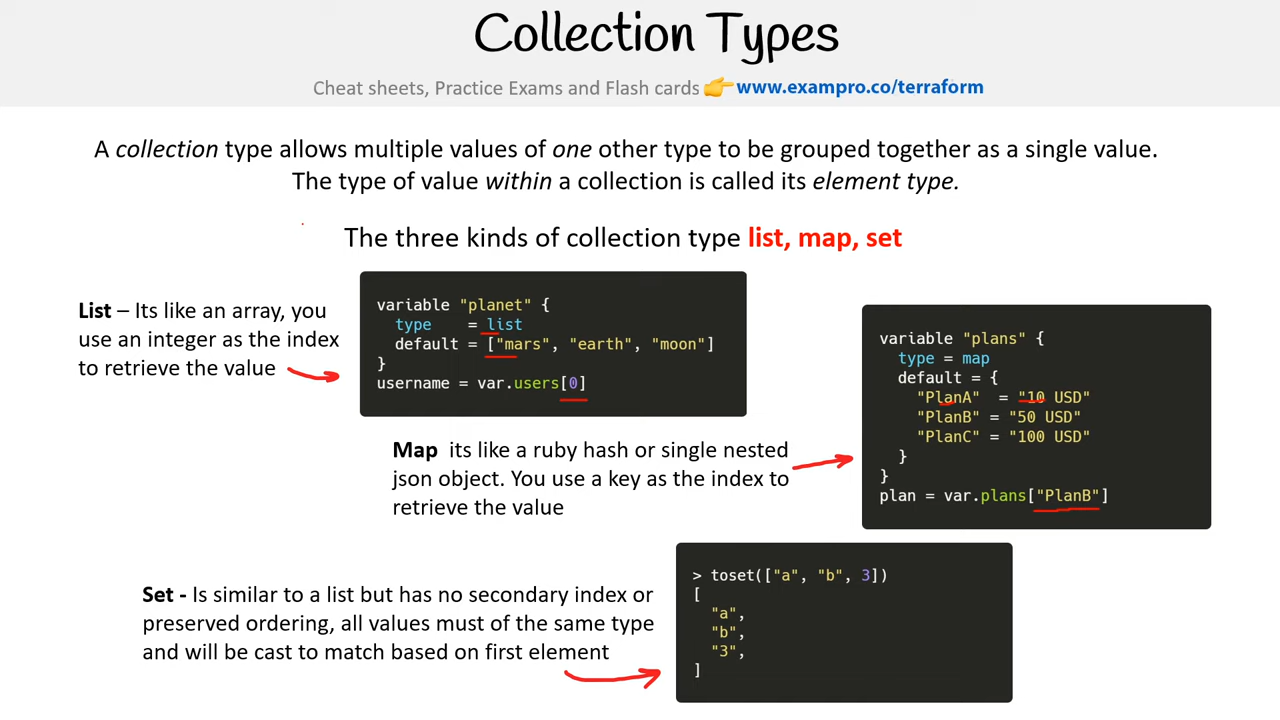 Collection Types
Cheat sheets, Practice Exams and Flash cards 👉 www.exampro.co/terraform
A collection type allows multiple values of one other type to be grouped together as a single value.
The type of value within a collection is called its element type.
The three kinds of collection type list, map, set
List – Its like an array, you
use an integer as the index
to retrieve the value
variable "planet" {
  type    = list
  default = ["mars", "earth", "moon"]
}
username = var.users[0]
Map  its like a ruby hash or single nested
json object. You use a key as the index to
retrieve the value
variable "plans" {
  type = map
  default = {
    "PlanA"  = "10 USD"
    "PlanB" = "50 USD"
    "PlanC" = "100 USD"
  }
}
plan = var.plans["PlanB"]
Set - Is similar to a list but has no secondary index or
preserved ordering, all values must of the same type
and will be cast to match based on first element
> toset(["a", "b", 3])
[
  "a",
  "b",
  "3",
]